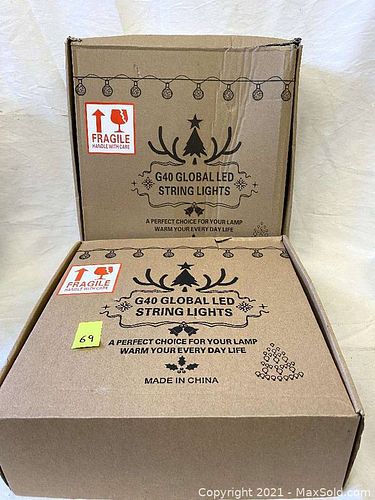 FRAGILE
HANDLE WITH CARE
G40 GLOBAL LED
STRING LIGHTS
A PERFECT CHOICE FOR YOUR LAMP
WARM YOUR EVERY DAY LIFE
FRAGILE
HANDLE WITH CARE
G40 GLOBAL LED
STRING LIGHTS
69
A PERFECT CHOICE FOR YOUR LAMP
WARM YOUR EVERY DAY LIFE
MADE IN CHINA
Copyright 2021 - MaxSold.com